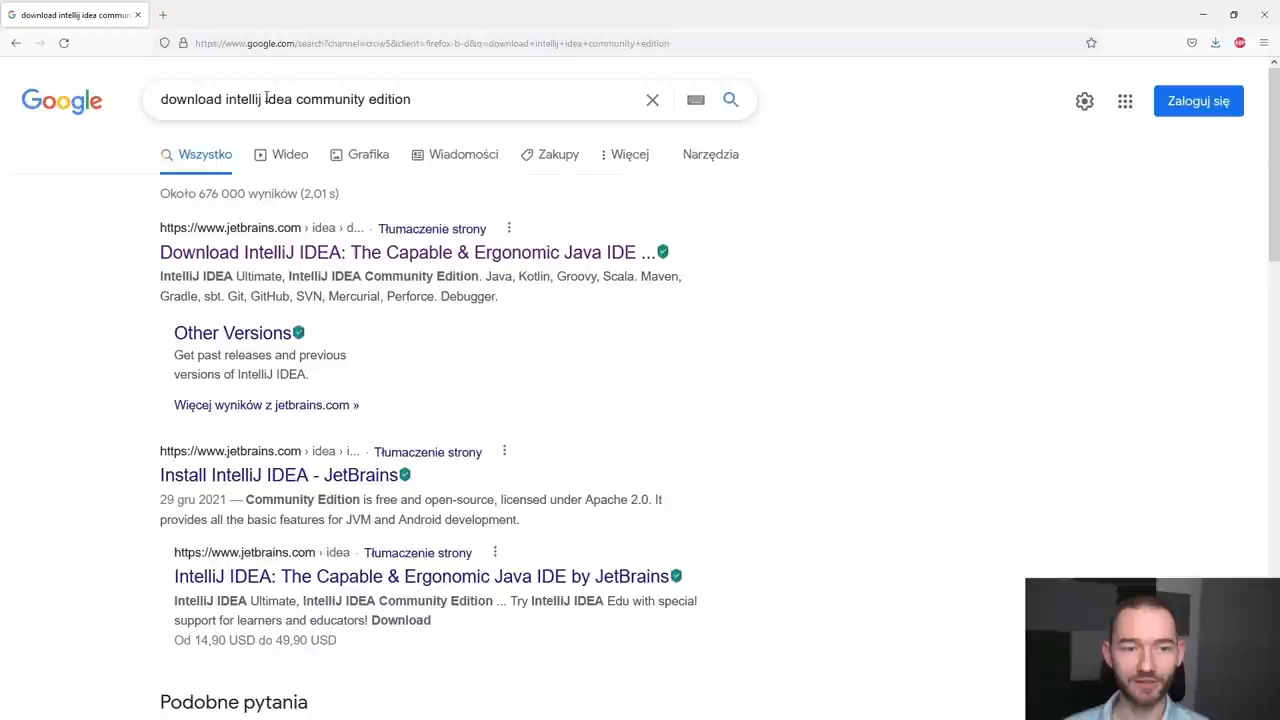 download intellij idea commun
https://www.google.com/search?channel=crow5&client=firefox-b-d&q=download+intellij+idea+community+edition
Google
download intellij idea community edition
Zaloguj się
Wszystko
Wideo
Grafika
Wiadomości
Zakupy
Więcej
Narzędzia
Około 676 000 wyników (2,01 s)
https://www.jetbrains.com › idea › d... · Tłumaczenie strony
Download IntelliJ IDEA: The Capable & Ergonomic Java IDE ...
IntelliJ IDEA Ultimate, IntelliJ IDEA Community Edition. Java, Kotlin, Groovy, Scala. Maven,
Gradle, sbt. Git, GitHub, SVN, Mercurial, Perforce. Debugger.
Other Versions
Get past releases and previous
versions of IntelliJ IDEA.
Więcej wyników z jetbrains.com »
https://www.jetbrains.com › idea › i... · Tłumaczenie strony
Install IntelliJ IDEA - JetBrains
29 gru 2021 — Community Edition is free and open-source, licensed under Apache 2.0. It
provides all the basic features for JVM and Android development.
https://www.jetbrains.com › idea · Tłumaczenie strony
IntelliJ IDEA: The Capable & Ergonomic Java IDE by JetBrains
IntelliJ IDEA Ultimate, IntelliJ IDEA Community Edition ... Try IntelliJ IDEA Edu with special
support for learners and educators! Download
Od 14,90 USD do 49,90 USD
Podobne pytania